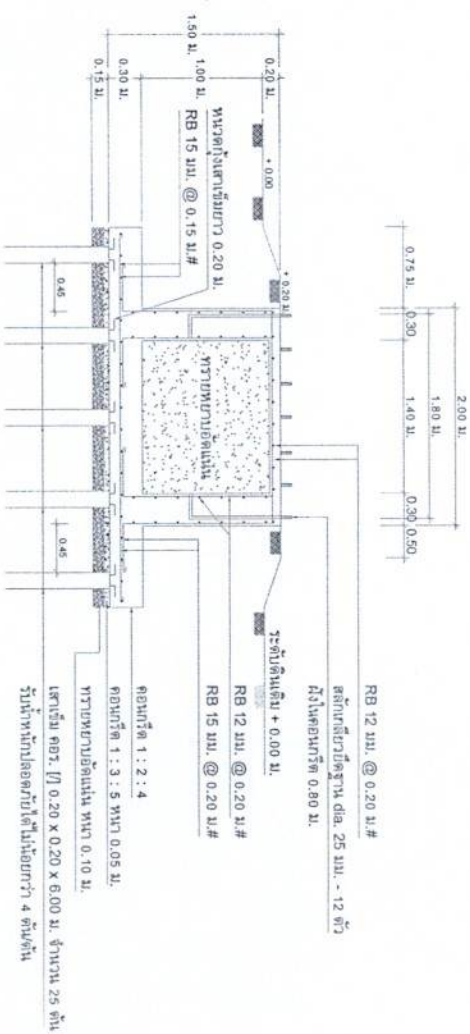 2.00 ม.
1.80 ม.
0.75 ม.
0.30
1.40 ม.
0.30
0.50
RB 12 มม. @ 0.20 ม.#
สลักเกลียวยึดฐาน dia. 25 มม. - 12 ตัว
ฝังในคอนกรีต 0.80 ม.
+ 0.20 ม.
+ 0.00
ระดับดินเดิม + 0.00 ม.
0.20 ม.
1.50 ม.
1.00 ม.
0.30 ม.
0.15 ม.
ทรายหยาบอัดแน่น
RB 12 มม. @ 0.20 ม.#
RB 15 มม. @ 0.20 ม.#
เสาเข็มยาว 0.20 ม.
RB 15 มม. @ 0.15 ม.#
0.45
0.45
คอนกรีต 1 : 2 : 4
คอนกรีต 1 : 3 : 5 หนา 0.05 ม.
ทรายหยาบอัดแน่น หนา 0.10 ม.
เสาเข็ม คอร. 0.20 x 0.20 x 6.00 ม. จำนวน 25 ต้น
รับน้ำหนักปลอดภัยได้ไม่น้อยกว่า 4 ตัน/ต้น